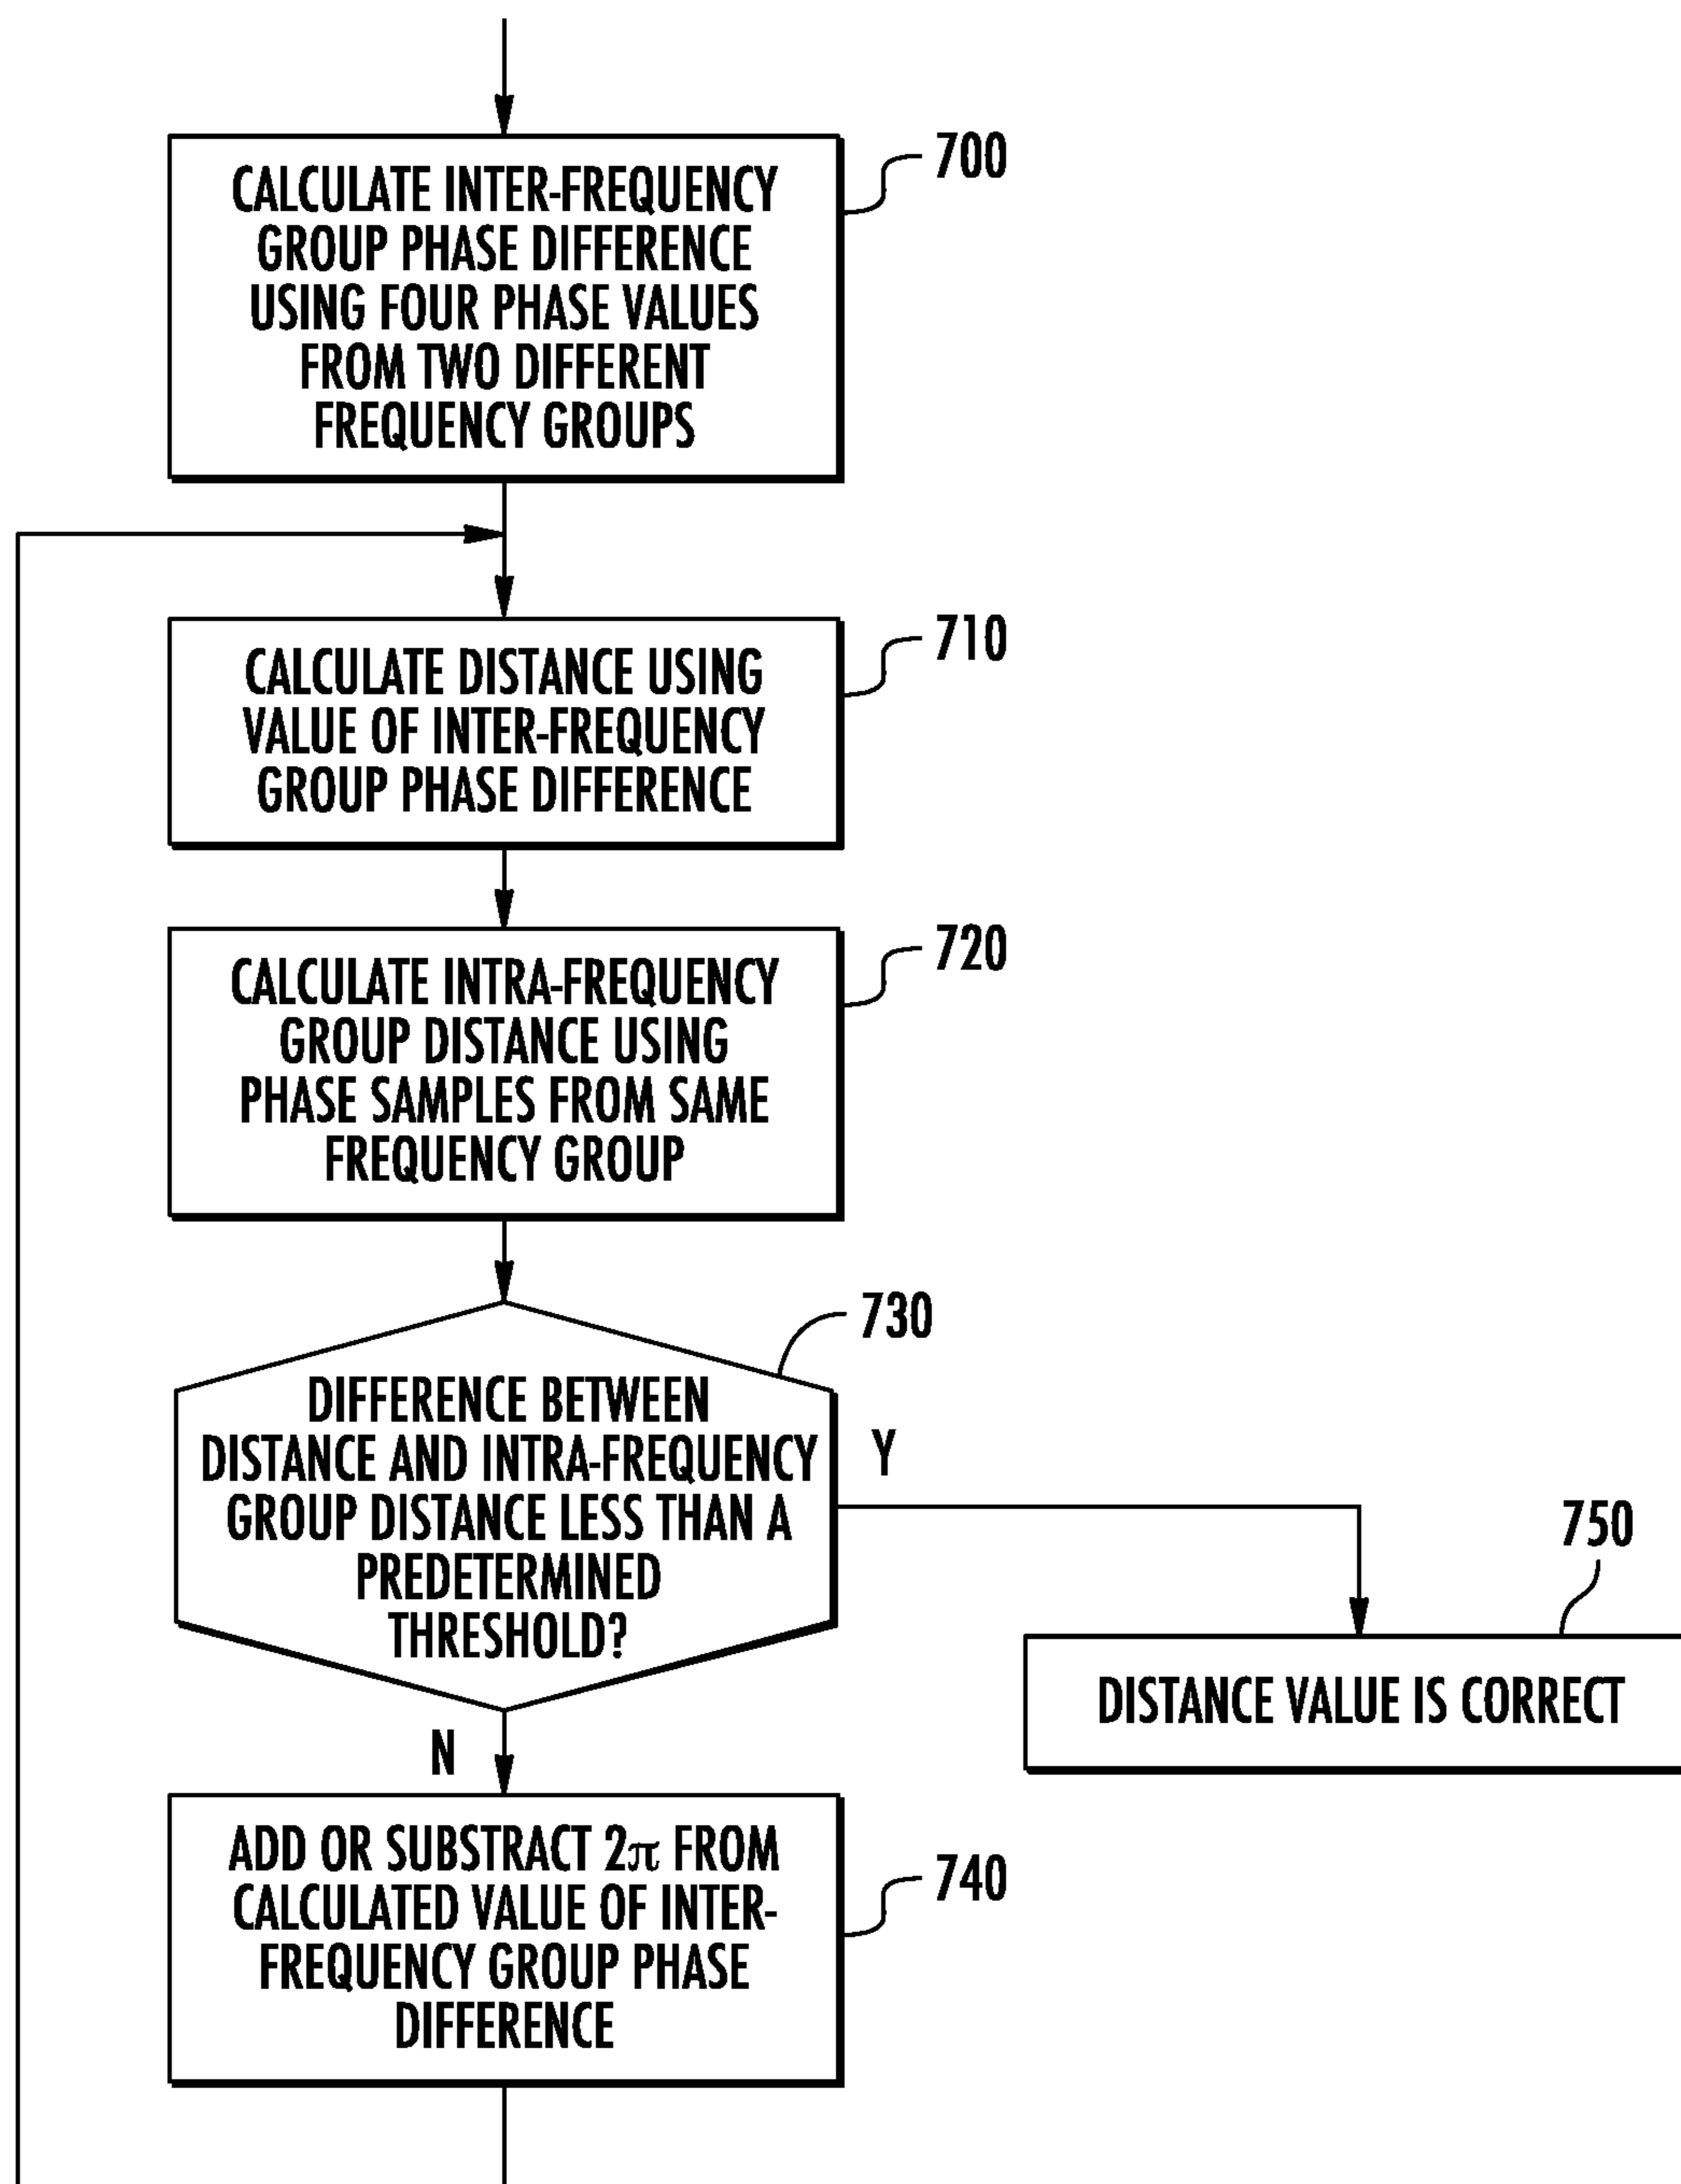 CALCULATE INTER-FREQUENCY
GROUP PHASE DIFFERENCE
USING FOUR PHASE VALUES
FROM TWO DIFFERENT
FREQUENCY GROUPS
700
CALCULATE DISTANCE USING
VALUE OF INTER-FREQUENCY
GROUP PHASE DIFFERENCE
710
CALCULATE INTRA-FREQUENCY
GROUP DISTANCE USING
PHASE SAMPLES FROM SAME
FREQUENCY GROUP
720
DIFFERENCE BETWEEN
DISTANCE AND INTRA-FREQUENCY
GROUP DISTANCE LESS THAN A
PREDETERMINED
THRESHOLD?
730
Y
750
DISTANCE VALUE IS CORRECT
N
ADD OR SUBSTRACT 2π FROM
CALCULATED VALUE OF INTER-
FREQUENCY GROUP PHASE
DIFFERENCE
740